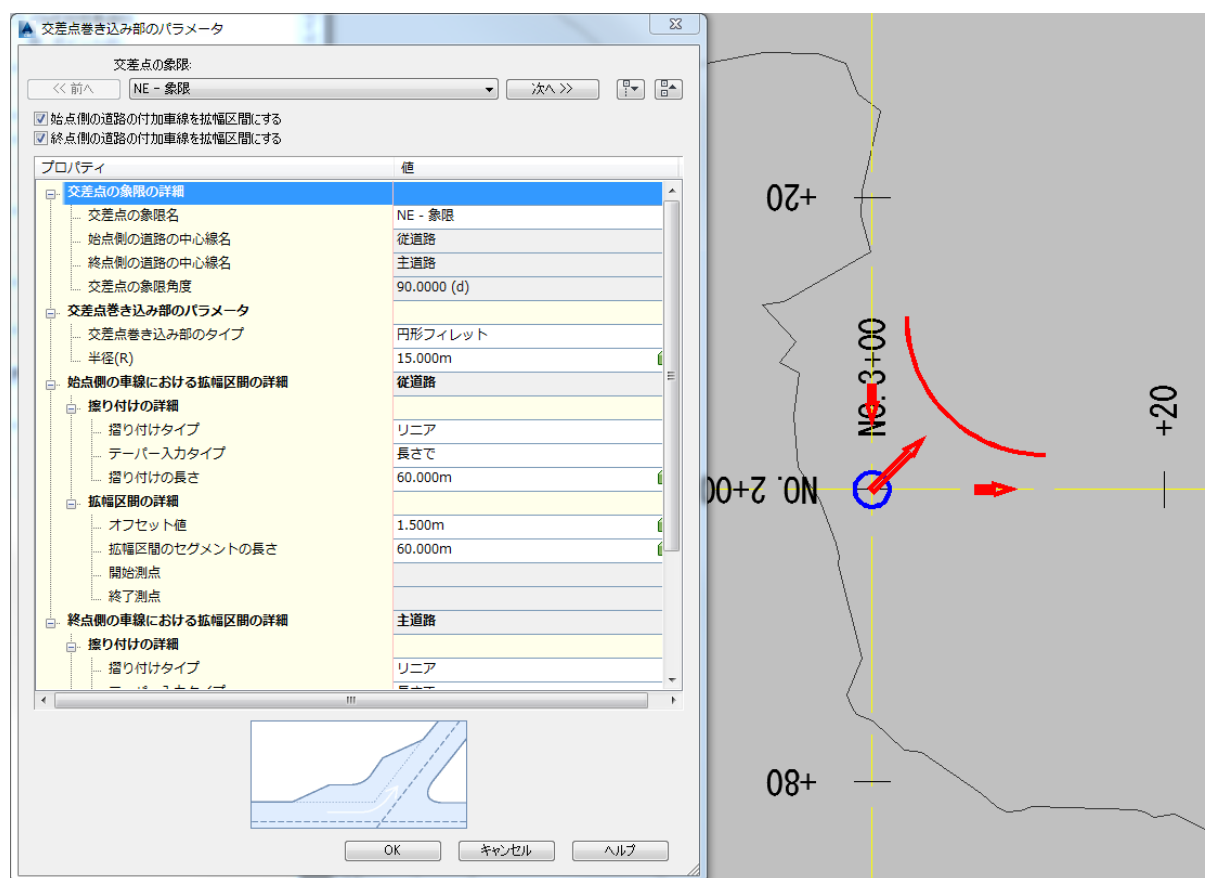 交差点巻き込み部のパラメータ
交差点の象限:
<< 前へ
NE - 象限
次へ >>
始点側の道路の付加車線を拡幅区間にする
終点側の道路の付加車線を拡幅区間にする
プロパティ 値
交差点の象限の詳細
交差点の象限名 NE - 象限
始点側の道路の中心線名 従道路
終点側の道路の中心線名 主道路
交差点の象限角度 90.0000 (d)
交差点巻き込み部のパラメータ
交差点巻き込み部のタイプ 円形フィレット
半径(R) 15.000m
始点側の車線における拡幅区間の詳細 従道路
擦り付けの詳細
摺り付けタイプ リニア
テーパー入力タイプ 長さで
摺り付けの長さ 60.000m
拡幅区間の詳細
オフセット値 1.500m
拡幅区間のセグメントの長さ 60.000m
開始測点
終了測点
終点側の車線における拡幅区間の詳細 主道路
擦り付けの詳細
摺り付けタイプ リニア
OK
キャンセル
ヘルプ
+20
NO. 3+00
+20
NO. 2+00
+80